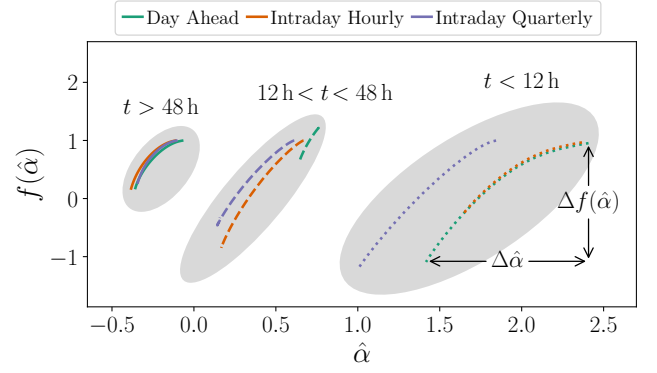 Day Ahead Intraday Hourly Intraday Quarterly
t > 48 h
12 h < t < 48 h
t < 12 h
Δf(α̂)
Δα̂
f(α̂)
2
1
0
−1
−0.5 0.0 0.5 1.0 1.5 2.0 2.5
α̂